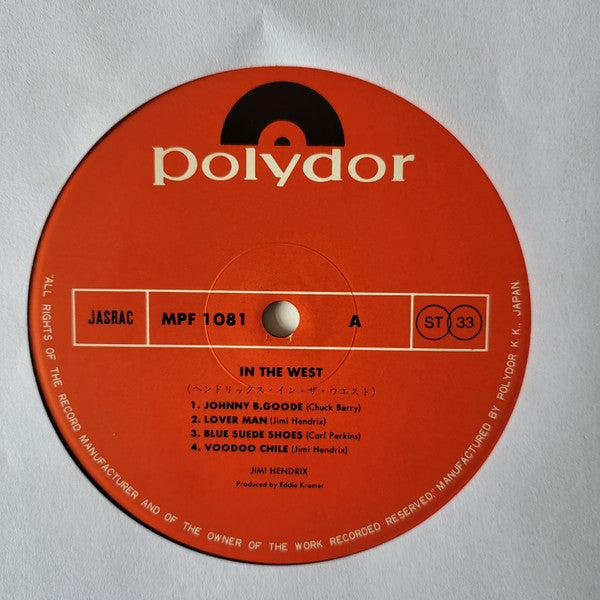 polydor
JASRAC
MPF 1081
A
ST 33
IN THE WEST
(ヘンドリックス・イン・ザ・ウエスト)
1. JOHNNY B.GOODE (Chuck Berry)
2. LOVER MAN (Jimi Hendrix)
3. BLUE SUEDE SHOES (Carl Perkins)
4. VOODOO CHILE (Jimi Hendrix)
JIMI HENDRIX
Produced by Eddie Kramer
"ALL RIGHTS OF THE RECORD MANUFACTURER AND OF THE OWNER OF THE WORK RECORDED RESERVED." MANUFACTURED BY POLYDOR K.K., JAPAN